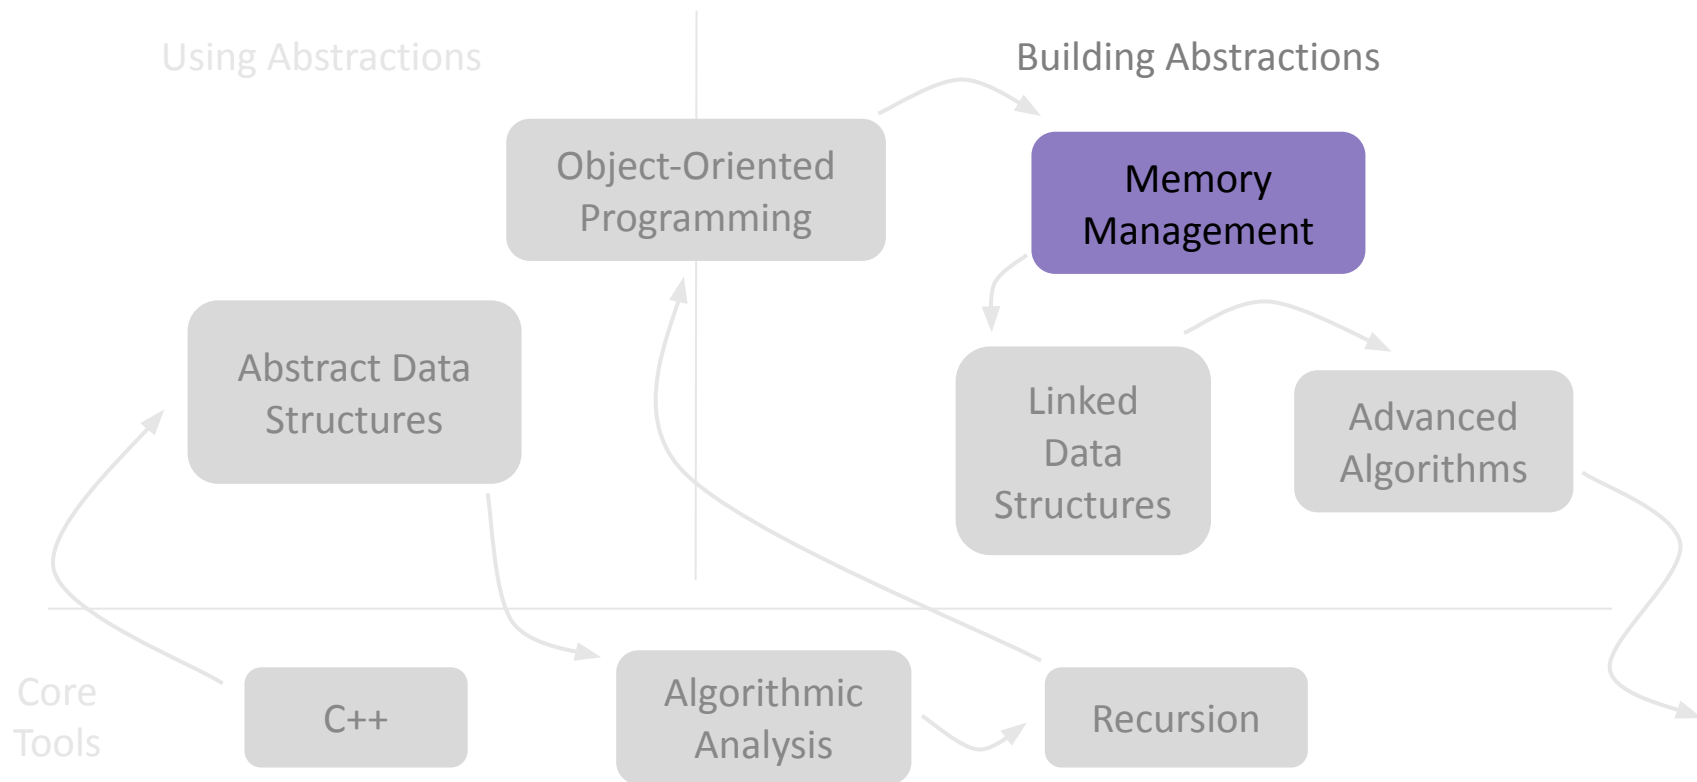 Using Abstractions
Building Abstractions
Object-Oriented
Programming
Memory
Management
Abstract Data
Structures
Linked
Data
Structures
Advanced
Algorithms
Core
Tools
C++
Algorithmic
Analysis
Recursion